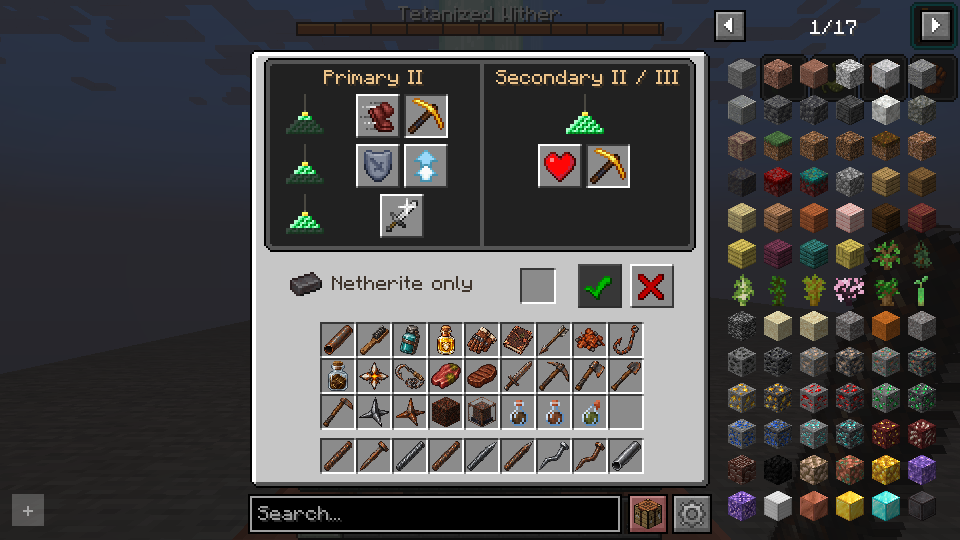 Tetanized Wither
1/17
Primary II
Secondary II / III
Netherite only
Search...